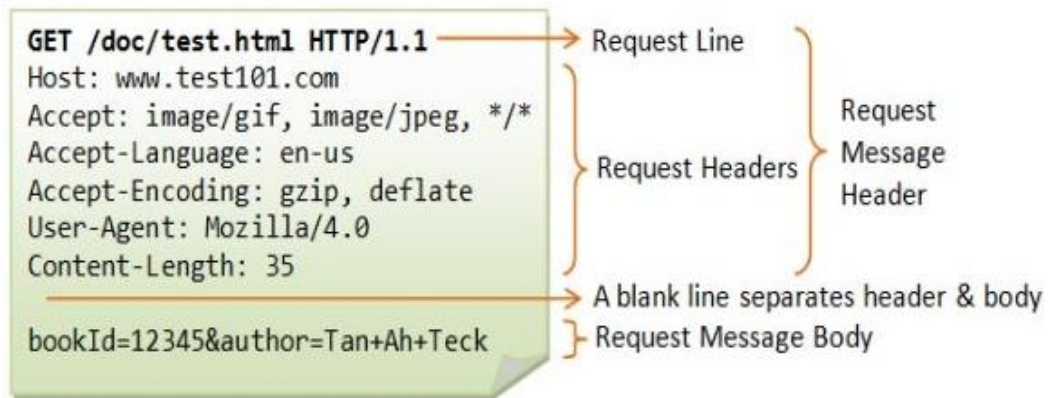 GET /doc/test.html HTTP/1.1
Host: www.test101.com
Accept: image/gif, image/jpeg, */*
Accept-Language: en-us
Accept-Encoding: gzip, deflate
User-Agent: Mozilla/4.0
Content-Length: 35
bookId=12345&author=Tan+Ah+Teck
Request Line
Request Headers
Request
Message
Header
A blank line separates header & body
Request Message Body